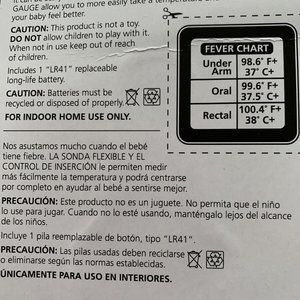 GAUGE allow you to more easily take a temperature and
your baby feel better.
CAUTION: This product is not a toy.
DO NOT allow children to play with it.
When not in use keep out of reach
of children.
Includes 1 "LR41" replaceable
long-life battery.
CAUTION: Batteries must be
recycled or disposed of properly.
FOR INDOOR HOME USE ONLY.
FEVER CHART
Under Arm 98.6˚ F+
37˚ C+
Oral 99.6˚ F+
37.5˚ C+
Rectal 100.4˚ F+
38˚ C+
Nos asustamos mucho cuando el bebé
tiene fiebre. LA SONDA FLEXIBLE Y EL
CONTROL DE INSERCIÓN le permiten medir
más fácilmente la temperatura y podrá centrarse
por completo en ayudar al bebé a sentirse mejor.
PRECAUCIÓN: Este producto no es un juguete. No permita que el niño
lo use para jugar. Cuando no lo esté usando, manténgalo lejos del alcance
de los niños.
Incluye 1 pila reemplazable de botón, tipo "LR41".
PRECAUCIÓN: Las pilas usadas deben reciclarse
o eliminarse según las normas establecidas.
ÚNICAMENTE PARA USO EN INTERIORES.